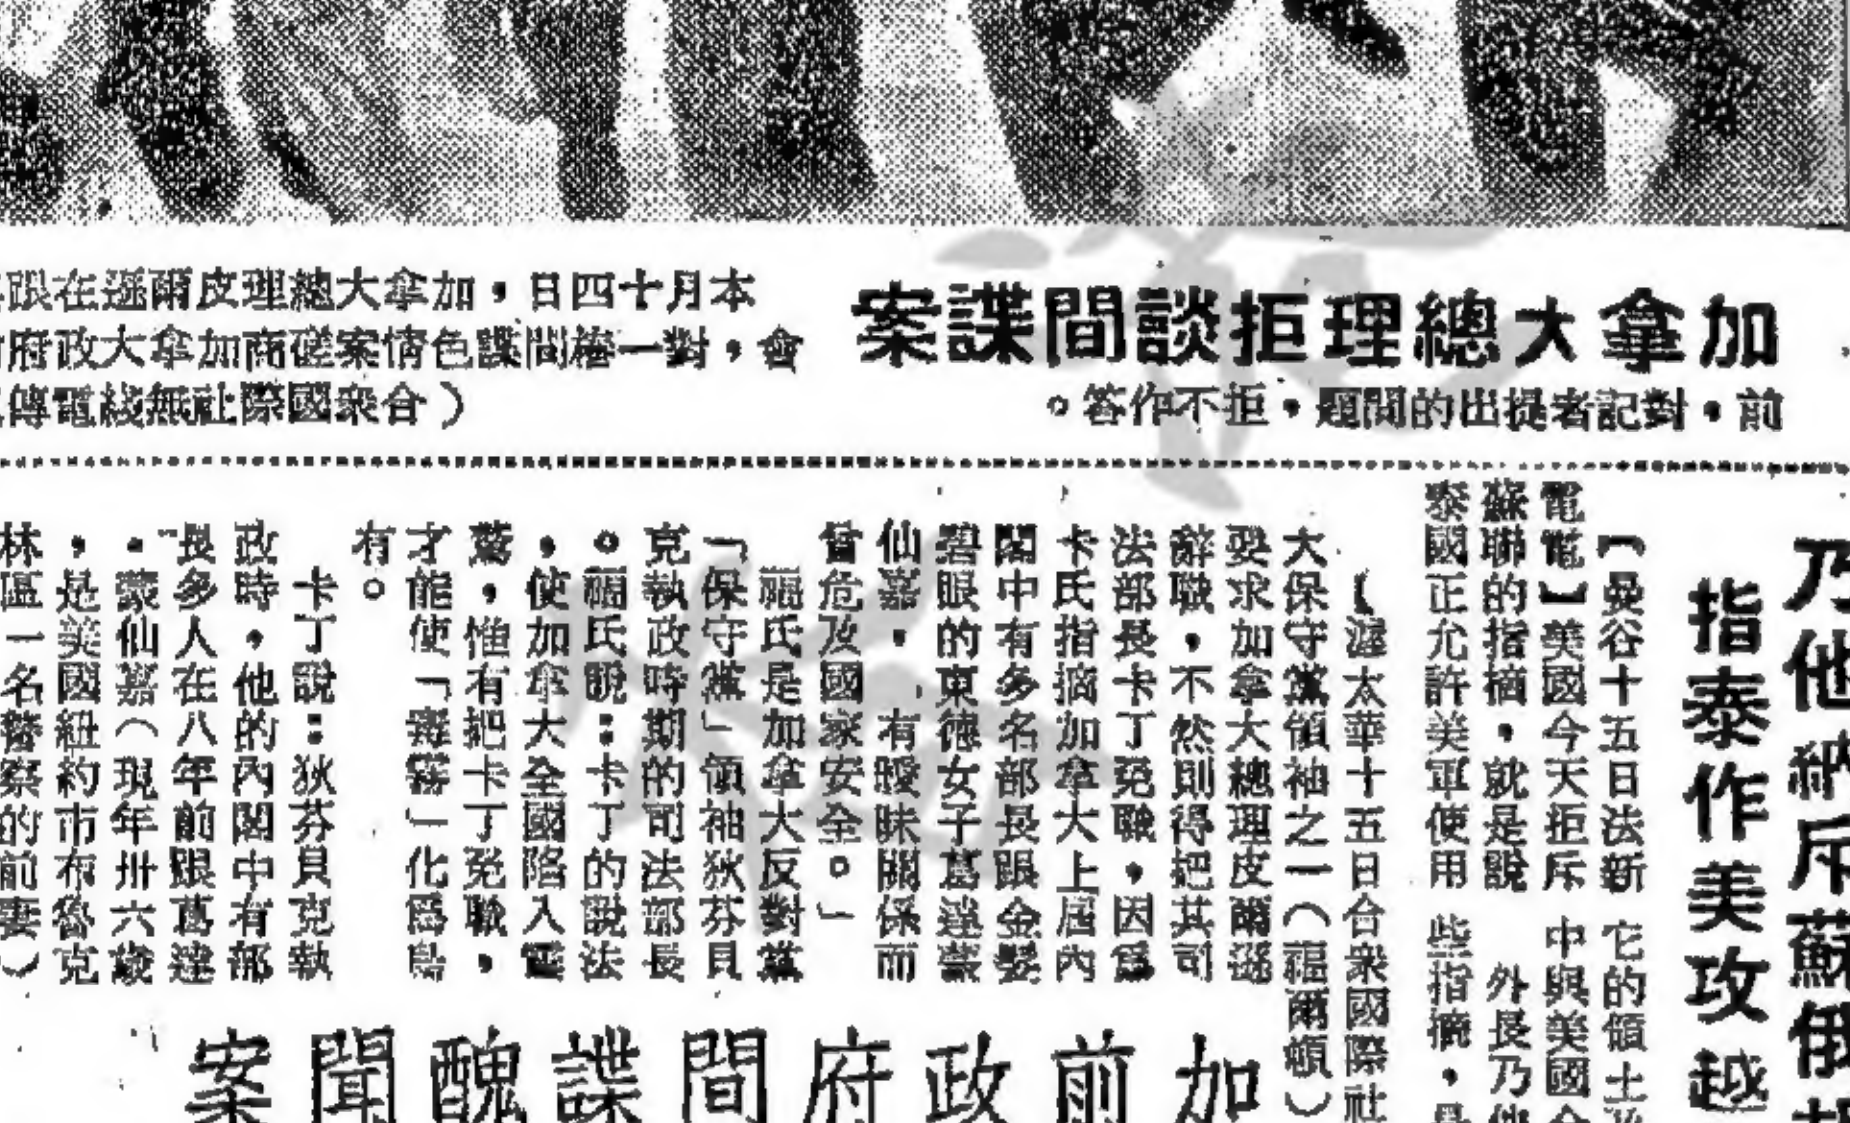 加拿大總理拒談間諜案
本月十四日，加拿大總理皮爾遜在跟
會，對一樁間諜色情案磋商加拿大政府
前，對記者提出的問題，拒不作答。
（合衆國際社無綫電傳
乃他納斥蘇俄
指泰作美攻越
【曼谷十五日法新
電電】美國今天拒斥
蘇聯的指摘，就是說
泰國正允許美軍使用
它的領土
中與美國
外長乃他
些指摘，是
加前政府間諜醜聞案
【渥太華十五日合衆國際社
大保守黨領袖之一（福爾頓）
要求加拿大總理皮爾遜
辭職，不然則得把其司
法部長卡丁免職，因爲
卡氏指摘加拿大上屆內
閣中有多名部長跟金髮
碧眼的東德女子葛達蒙
仙嘉，有曖昧關係而
曾危及國家安全。」
福氏是加拿大反對黨
「保守黨」領袖狄芬貝
克執政時期的司法部長
。福氏說：卡丁的說法
，使加拿大全國陷入震
驚，惟有把卡丁免職，
才能使「毒霧」化爲烏
有。
卡丁說：狄芬貝克執
政時，他的內閣中有部
長多人在八年前跟葛達
．蒙仙嘉（現年卅六歲
，是美國紐約市布魯克
林區一名警察的前妻）